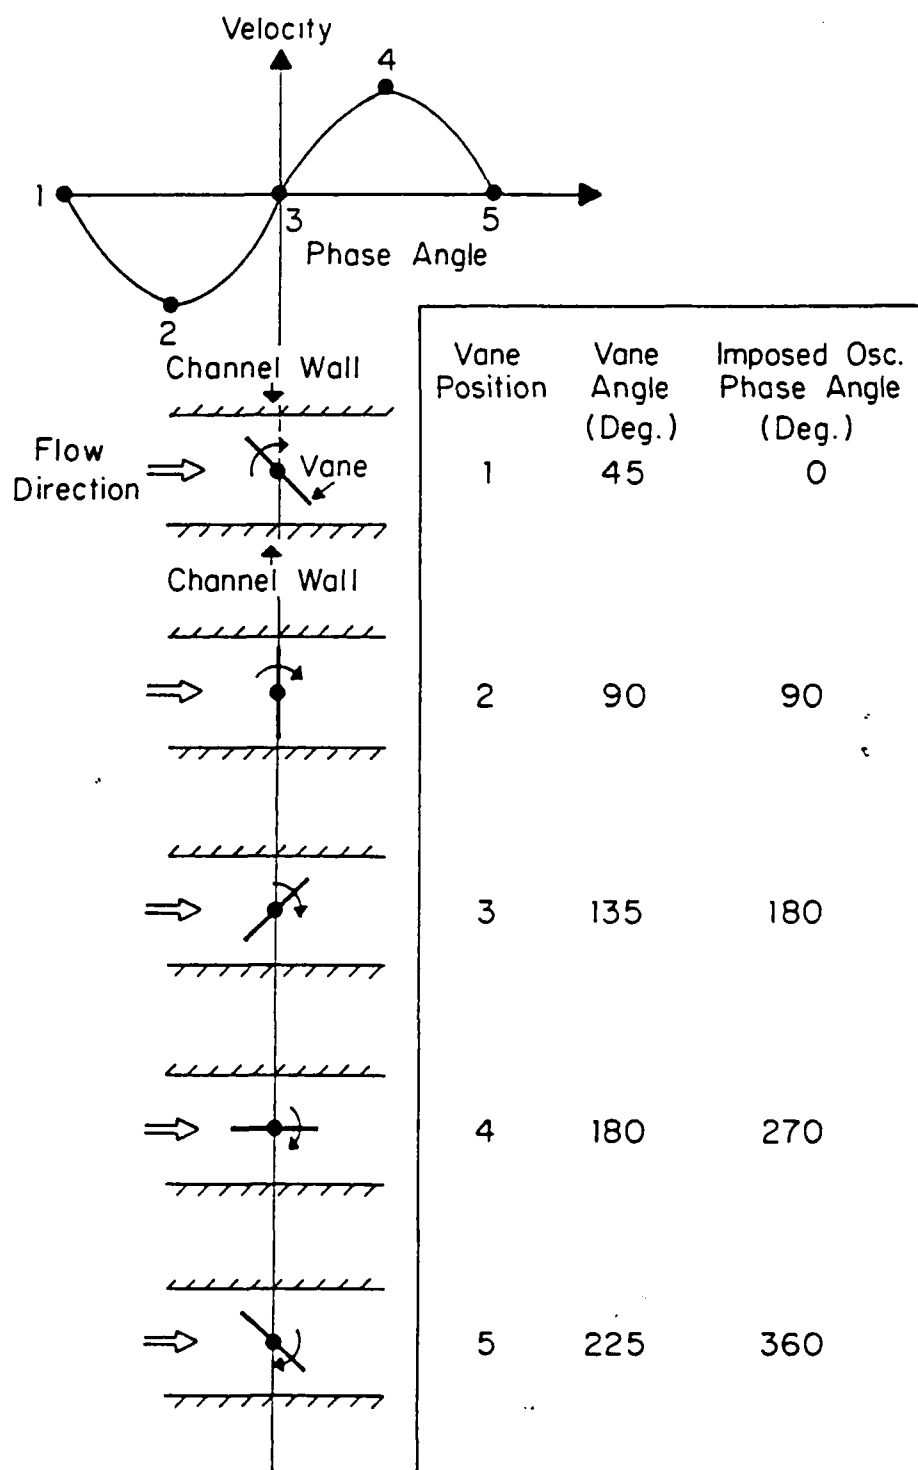 Velocity
4
1
3
5
Phase Angle
2
Channel Wall
Flow
Direction
Vane
Channel Wall
Vane Position Vane Angle (Deg.) Imposed Osc. Phase Angle (Deg.)
1 45 0
2 90 90
3 135 180
4 180 270
5 225 360